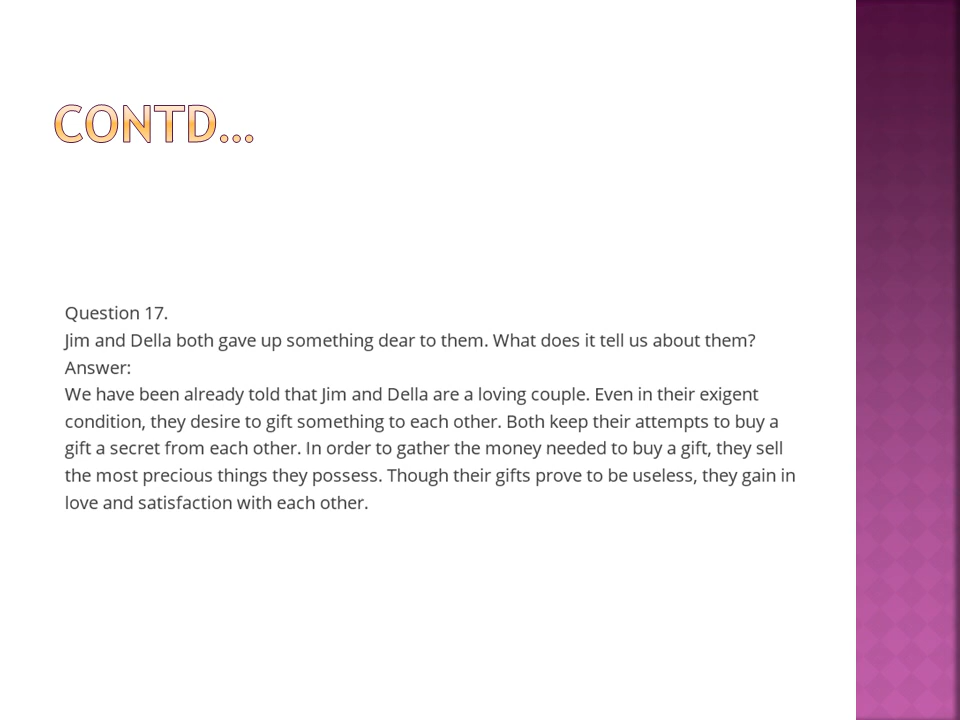 CONTD…
Question 17.
Jim and Della both gave up something dear to them. What does it tell us about them?
Answer:
We have been already told that Jim and Della are a loving couple. Even in their exigent
condition, they desire to gift something to each other. Both keep their attempts to buy a
gift a secret from each other. In order to gather the money needed to buy a gift, they sell
the most precious things they possess. Though their gifts prove to be useless, they gain in
love and satisfaction with each other.